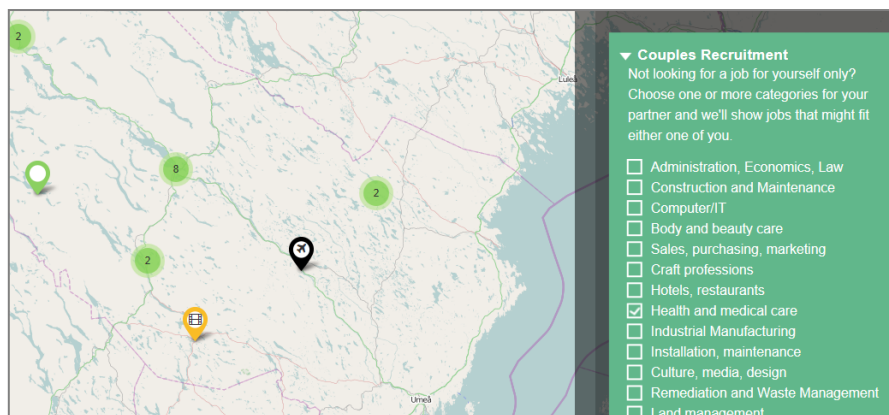 2
Luleå
8
2
2
Umeå
Couples Recruitment
Not looking for a job for yourself only?
Choose one or more categories for your
partner and we'll show jobs that might fit
either one of you.
Administration, Economics, Law
Construction and Maintenance
Computer/IT
Body and beauty care
Sales, purchasing, marketing
Craft professions
Hotels, restaurants
Health and medical care
Industrial Manufacturing
Installation, maintenance
Culture, media, design
Remediation and Waste Management
Land management